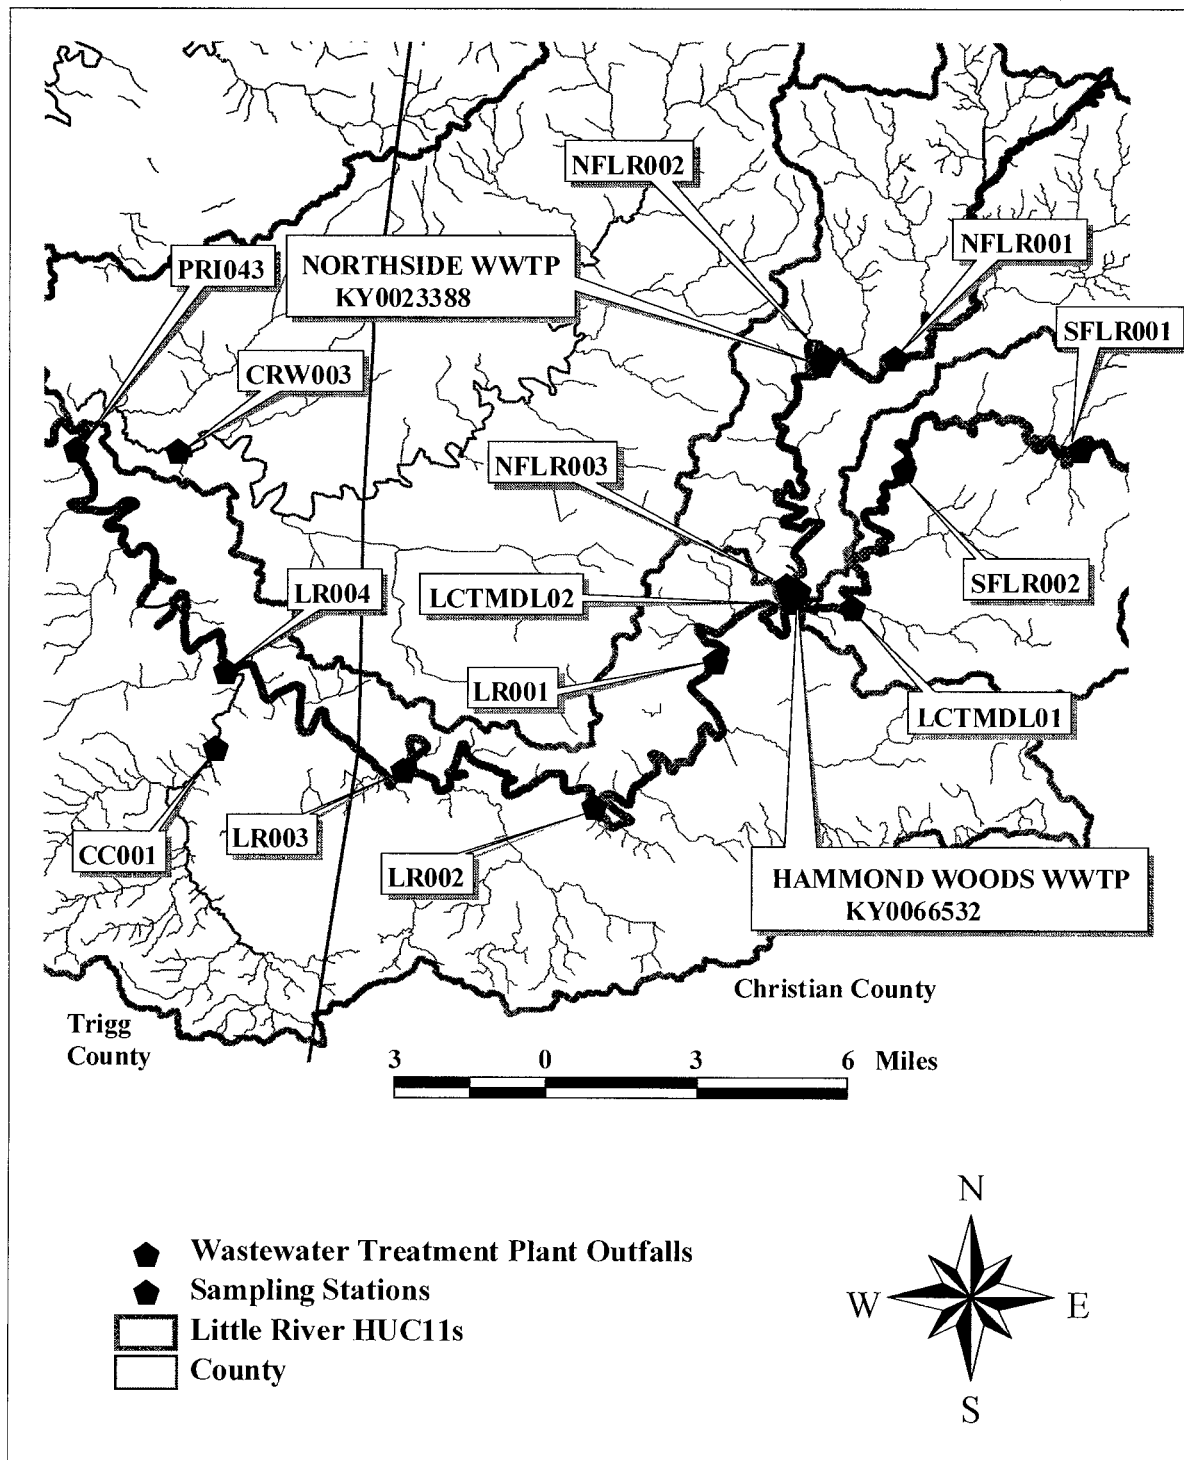 NFLR002
NFLR001
PRI043
NORTHSIDE WWTP
KY0023388
SFLR001
CRW003
NFLR003
SFLR002
LR004
LCTMDL02
LR001
LCTMDL01
CC001
LR003
LR002
HAMMOND WOODS WWTP
KY0066532
Christian County
Trigg
County
3 0 3 6 Miles
Wastewater Treatment Plant Outfalls
Sampling Stations
Little River HUC11s
County
N
W E
S